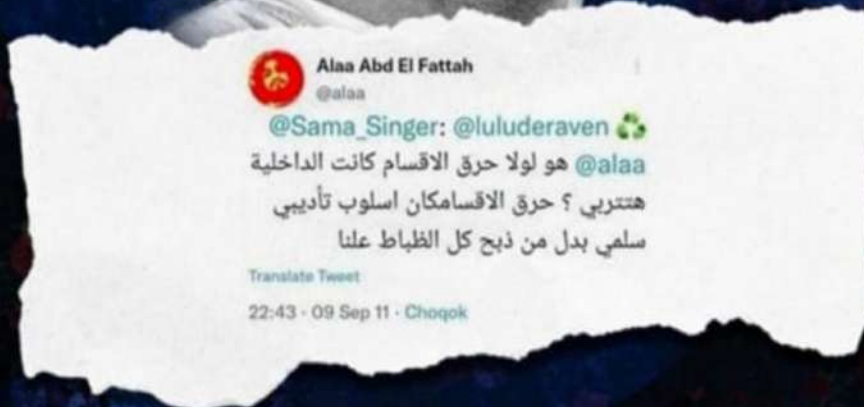 Alaa Abd El Fattah
@alaa
@Sama_Singer: @luluderaven ♻
@alaa هو لولا حرق الاقسام كانت الداخلية
هتتربي ؟ حرق الاقسامكان اسلوب تأديبي
سلمي بدل من ذبح كل الظباط علنا
Translate Tweet
22:43 · 09 Sep 11 · Choqok